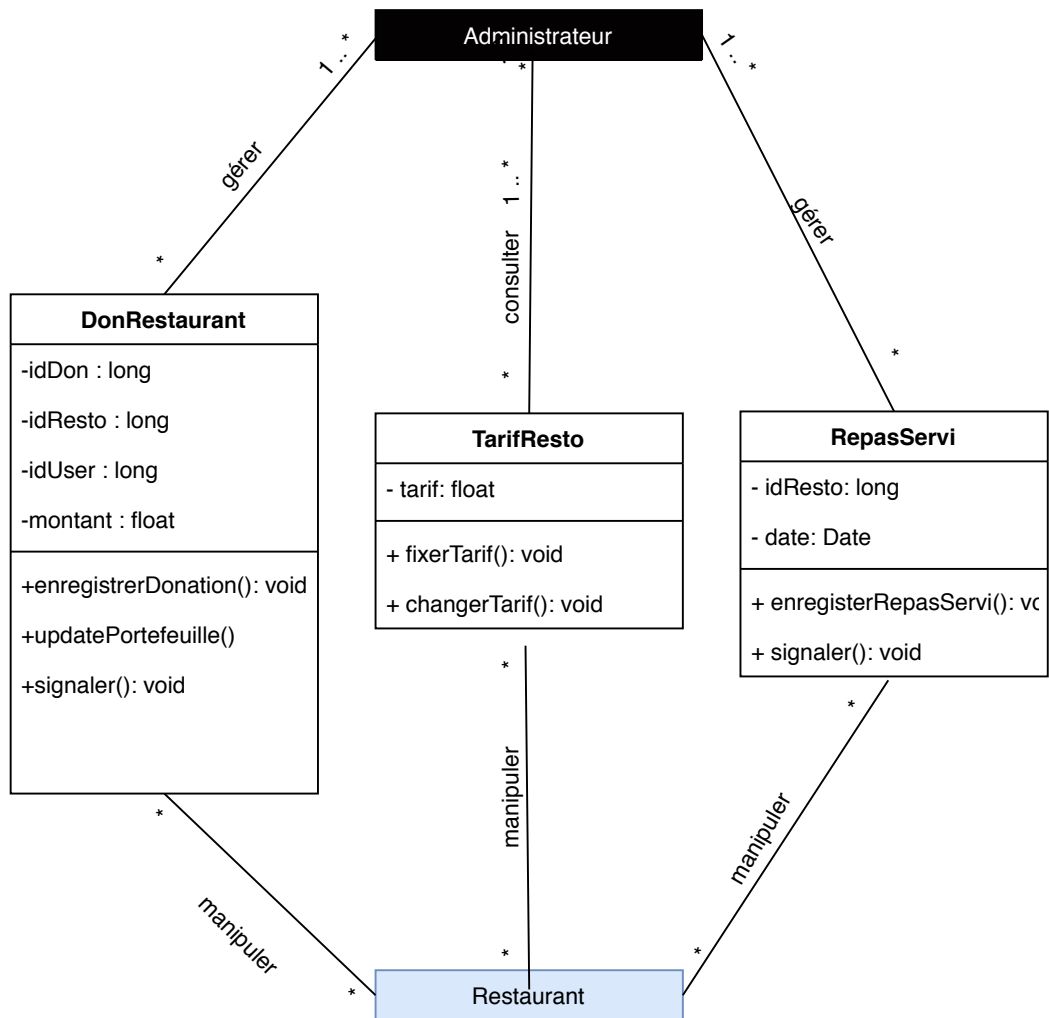 Administrateur
1 .. *
*
1 .. *
gérer
1 .. *
consulter
gérer
*
*
*
DonRestaurant
-idDon : long
-idResto : long
-idUser : long
-montant : float
+enregistrerDonation(): void
+updatePortefeuille()
+signaler(): void
TarifResto
- tarif: float
+ fixerTarif(): void
+ changerTarif(): void
RepasServi
- idResto: long
- date: Date
+ enregisterRepasServi(): vo
+ signaler(): void
*
*
*
manipuler
manipuler
manipuler
*
*
*
Restaurant